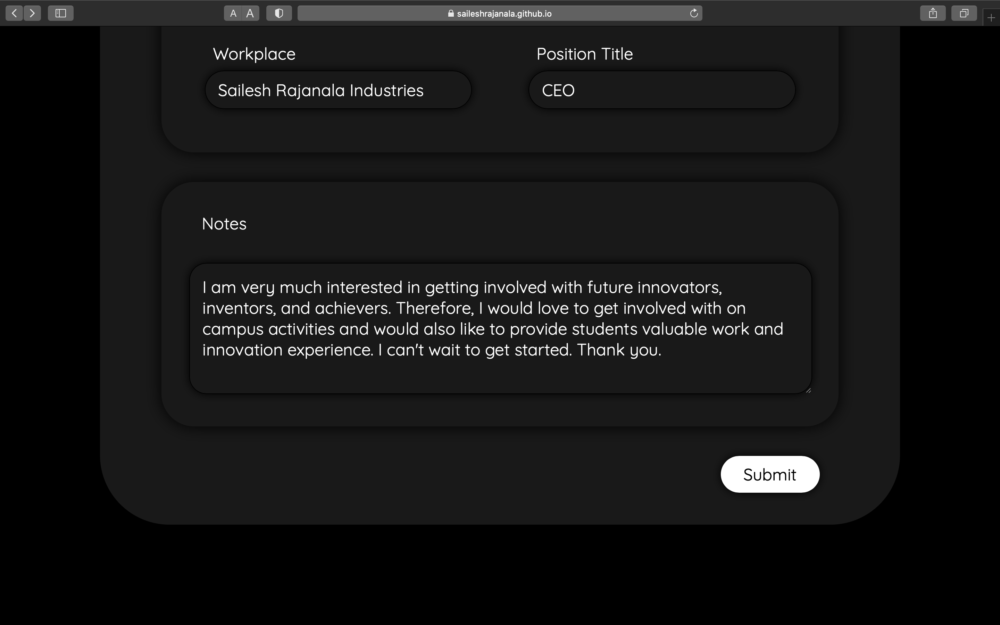 A A saileshrajanala.github.io
Workplace Position Title
Sailesh Rajanala Industries CEO
Notes
I am very much interested in getting involved with future innovators,
inventors, and achievers. Therefore, I would love to get involved with on
campus activities and would also like to provide students valuable work and
innovation experience. I can't wait to get started. Thank you.
Submit